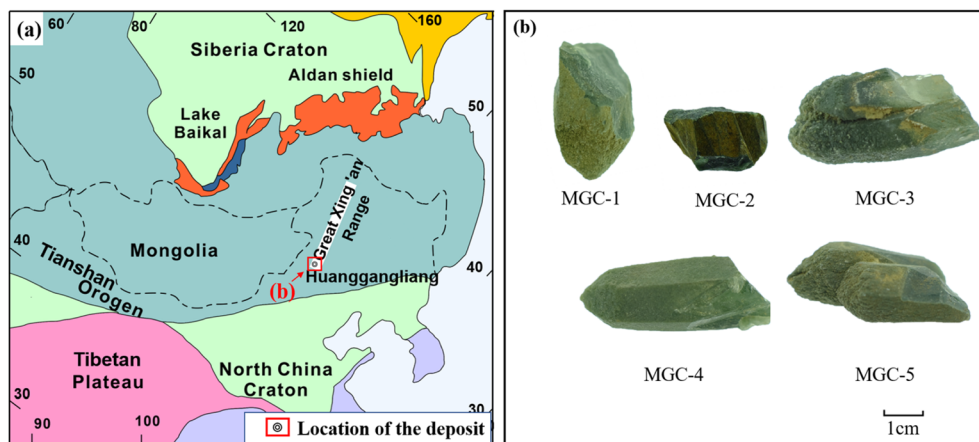 (a)
60
80
120
160
Siberia Craton
Aldan shield
50
50
Lake
Baikal
Great Xing 'an
Range
Mongolia
40
Tianshan
Orogen
(b)
Huanggangliang
40
Tibetan
Plateau
North China
Craton
30
30
90
100
Location of the deposit
(b)
MGC-1
MGC-2
MGC-3
MGC-4
MGC-5
1cm